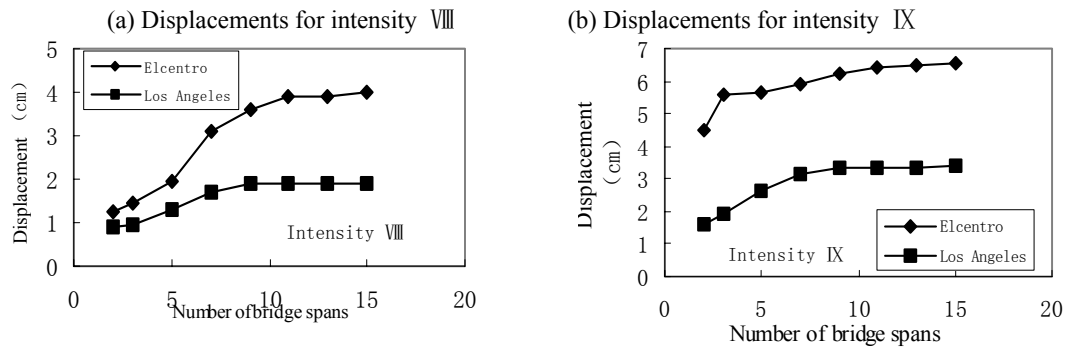 (a) Displacements for intensity Ⅷ
5
4
3
2
1
0
Displacement (cm)
Elcentro
Los Angeles
Intensity Ⅷ
0 5 10 15 20
Number of bridge spans
(b) Displacements for intensity Ⅸ
7
6
5
4
3
2
1
0
Displacement
(cm)
Elcentro
Los Angeles
Intensity Ⅸ
0 5 10 15 20
Number of bridge spans